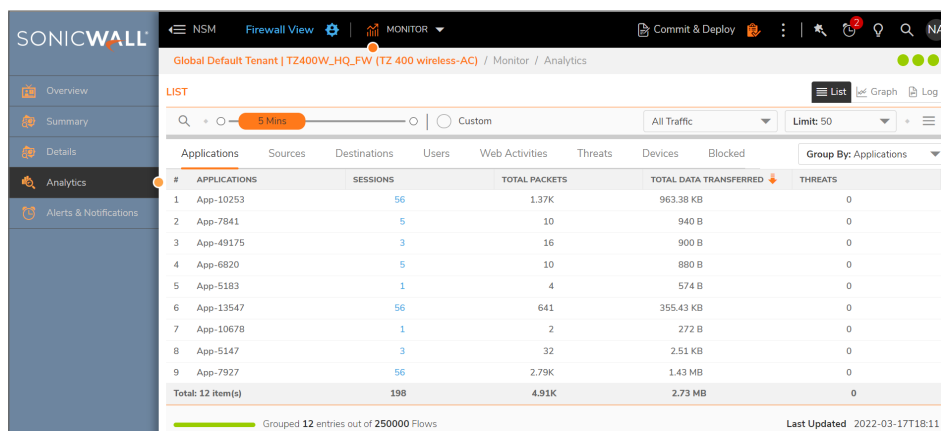 SONICWALL
NSM Firewall View MONITOR Commit & Deploy 2 NA
Global Default Tenant | TZ400W_HQ_FW (TZ 400 wireless-AC) / Monitor / Analytics
Overview
Summary
Details
Analytics
Alerts & Notifications
LIST List Graph Log
5 Mins Custom All Traffic Limit: 50
Applications Sources Destinations Users Web Activities Threats Devices Blocked Group By: Applications
# APPLICATIONS SESSIONS TOTAL PACKETS TOTAL DATA TRANSFERRED THREATS
1 App-10253 56 1.37K 963.38 KB 0
2 App-7841 5 10 940 B 0
3 App-49175 3 16 900 B 0
4 App-6820 5 10 880 B 0
5 App-5183 1 4 574 B 0
6 App-13547 56 641 355.43 KB 0
7 App-10678 1 2 272 B 0
8 App-5147 3 32 2.51 KB 0
9 App-7927 56 2.79K 1.43 MB 0
Total: 12 item(s) 198 4.91K 2.73 MB 0
Grouped 12 entries out of 250000 Flows Last Updated 2022-03-17T18:11